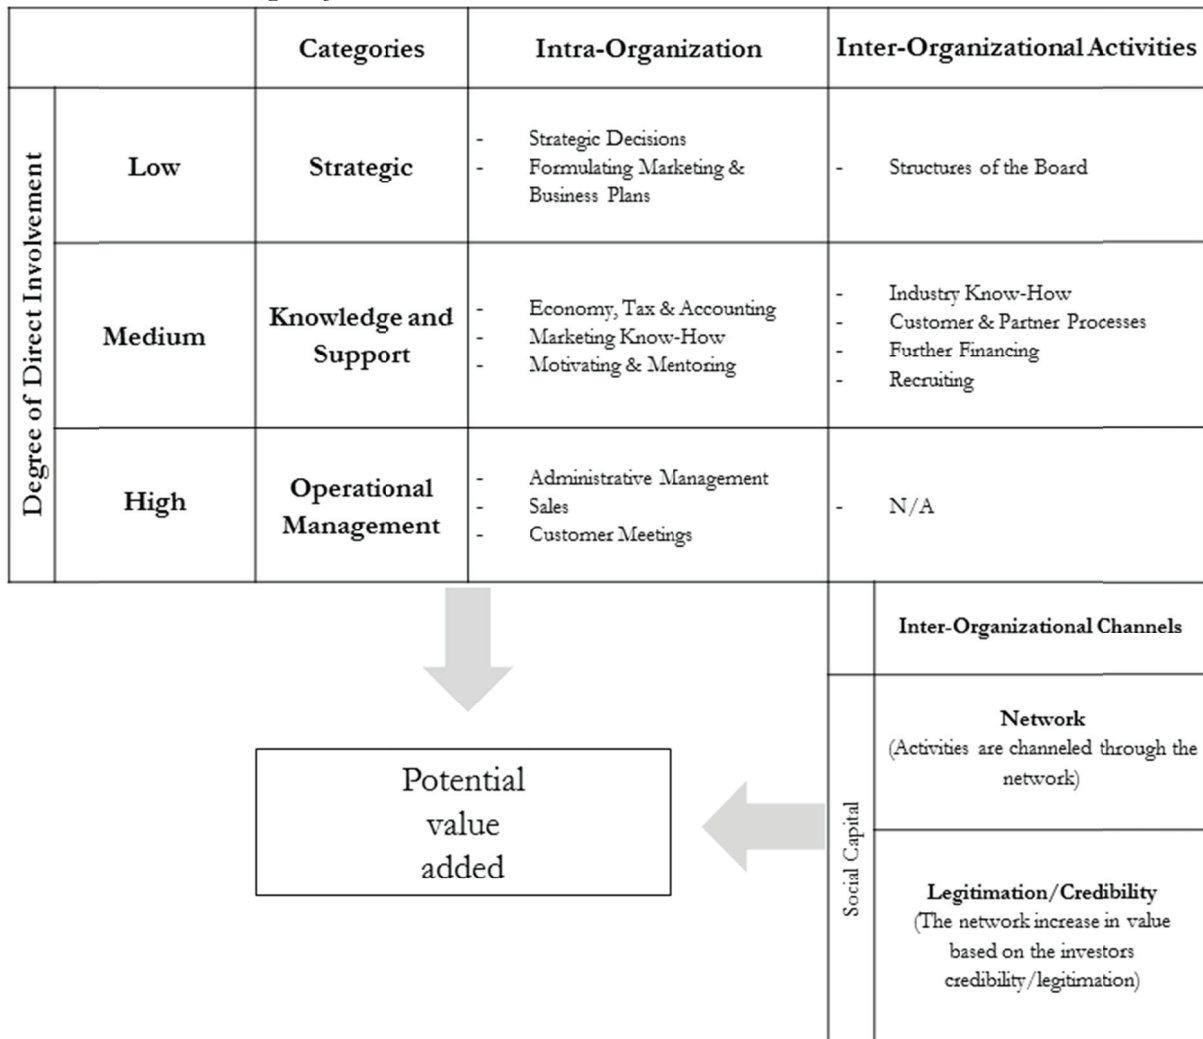 Categories
Intra-Organization
Inter-Organizational Activities
Degree of Direct Involvement
Low
Strategic
- Strategic Decisions
- Formulating Marketing &
Business Plans
- Structures of the Board
Medium
Knowledge and
Support
- Economy, Tax & Accounting
- Marketing Know-How
- Motivating & Mentoring
- Industry Know-How
- Customer & Partner Processes
- Further Financing
- Recruiting
High
Operational
Management
- Administrative Management
- Sales
- Customer Meetings
- N/A
Inter-Organizational Channels
Social Capital
Network
(Activities are channeled through the
network)
Legitimation/Credibility
(The network increase in value
based on the investors
credibility/legitimation)
Potential
value
added